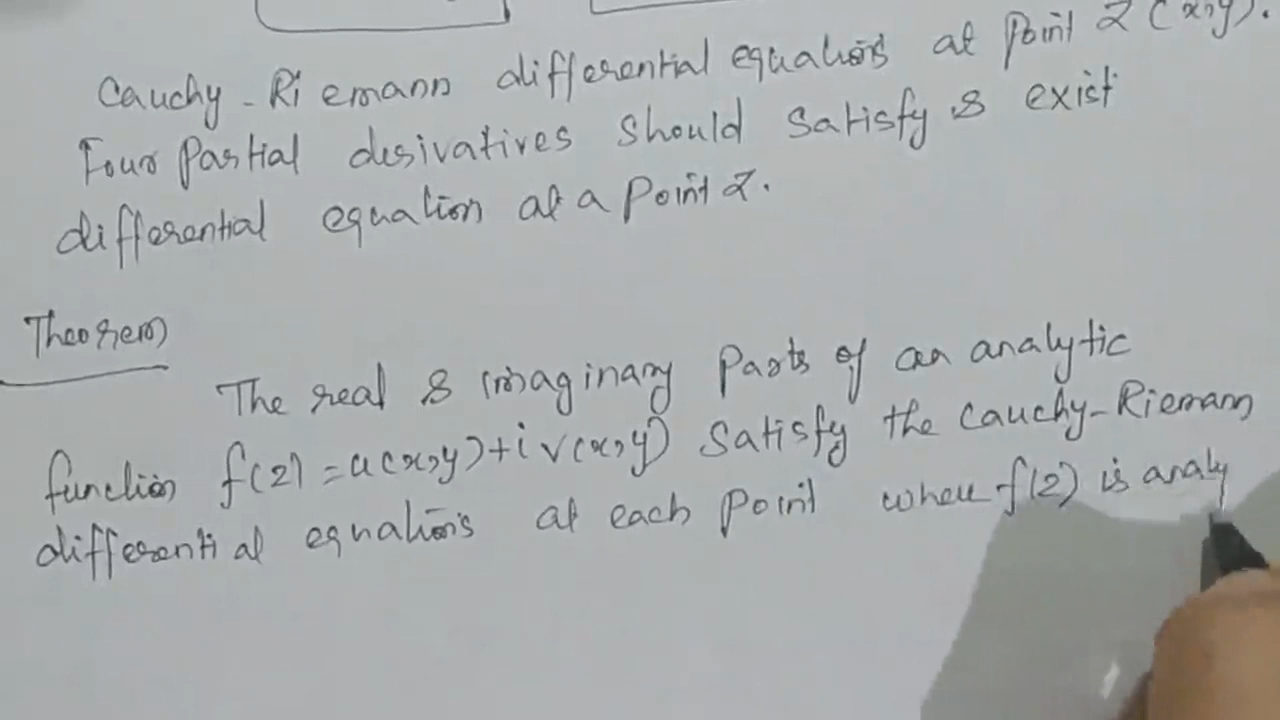 Cauchy-Riemann differential equations at Point Z(x,y).
Four Partial derivatives should satisfy & exist
differential equation at a Point Z.
Theorem
The real & imaginary Parts of an analytic
function f(z) = u(x,y)+iv(x,y) Satisfy the Cauchy-Riemann
differential equations at each point where f(z) is analy